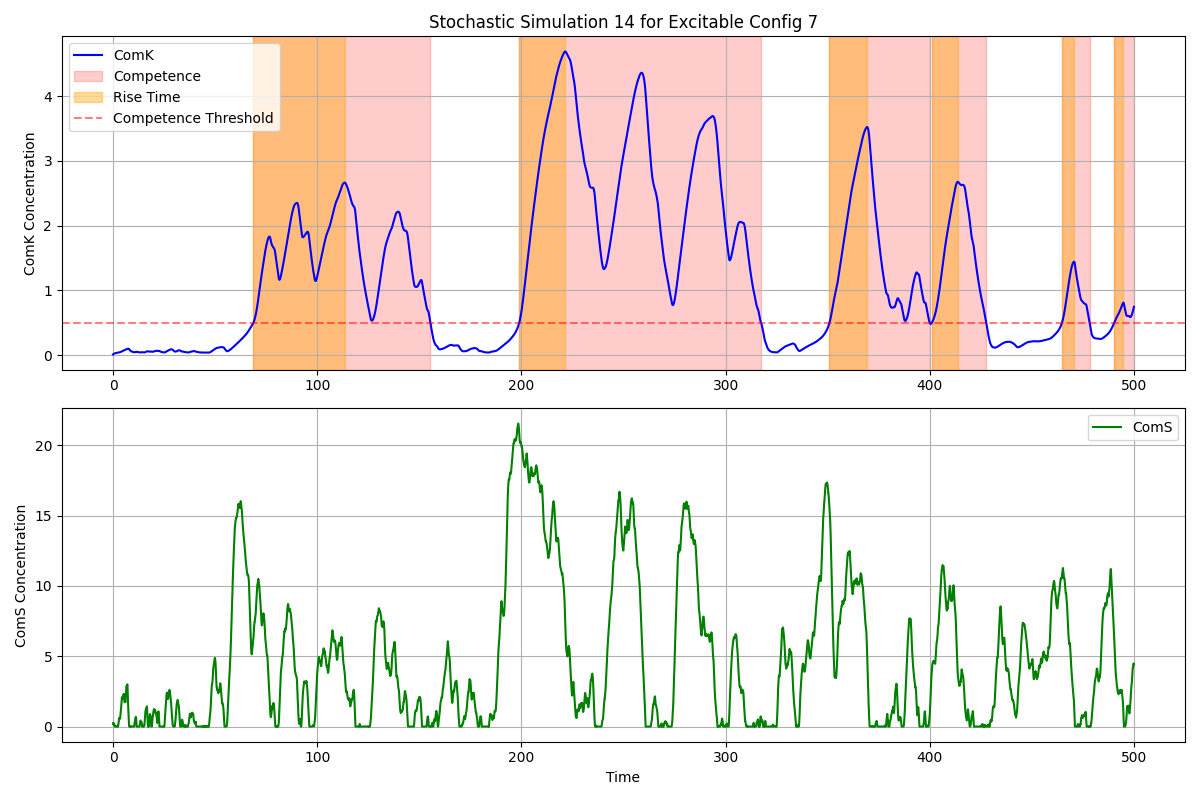 Stochastic Simulation 14 for Excitable Config 7
ComK
Competence
Rise Time
Competence Threshold
ComK Concentration
4
3
2
1
0
0 100 200 300 400 500
ComS
ComS Concentration
20
15
10
5
0
0 100 200 300 400 500
Time